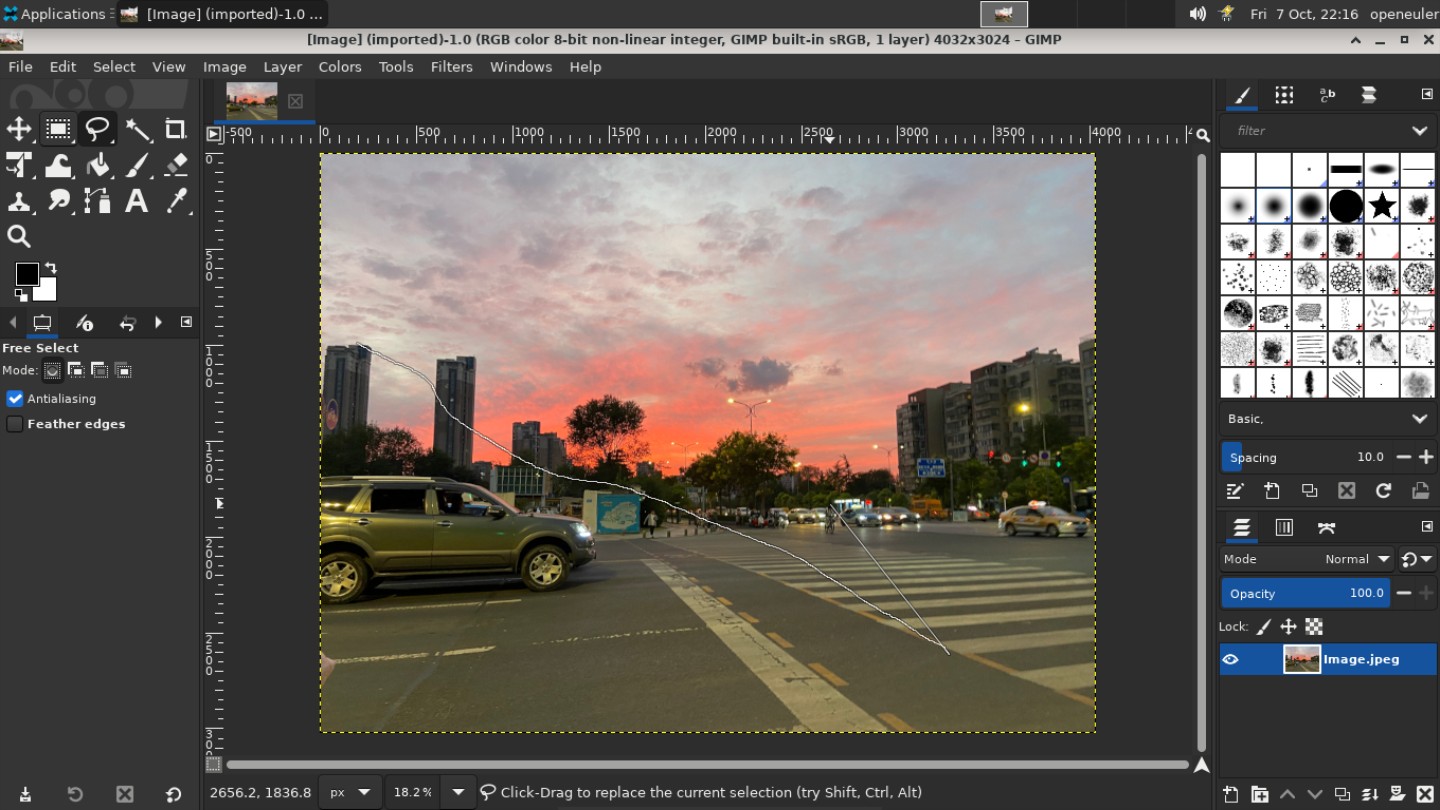 Applications
[Image] (imported)-1.0 ...
Fri 7 Oct, 22:16
openeuler
[Image] (imported)-1.0 (RGB color 8-bit non-linear integer, GIMP built-in sRGB, 1 layer) 4032x3024 – GIMP
File Edit Select View Image Layer Colors Tools Filters Windows Help
-500 0 500 1000 1500 2000 2500 3000 3500 4000
0
500
1000
1500
2000
2500
300
Free Select
Mode:
Antialiasing
Feather edges
filter
Basic,
Spacing 10.0
Mode Normal
Opacity 100.0
Lock:
Image.jpeg
2656.2, 1836.8 px 18.2% Click-Drag to replace the current selection (try Shift, Ctrl, Alt)